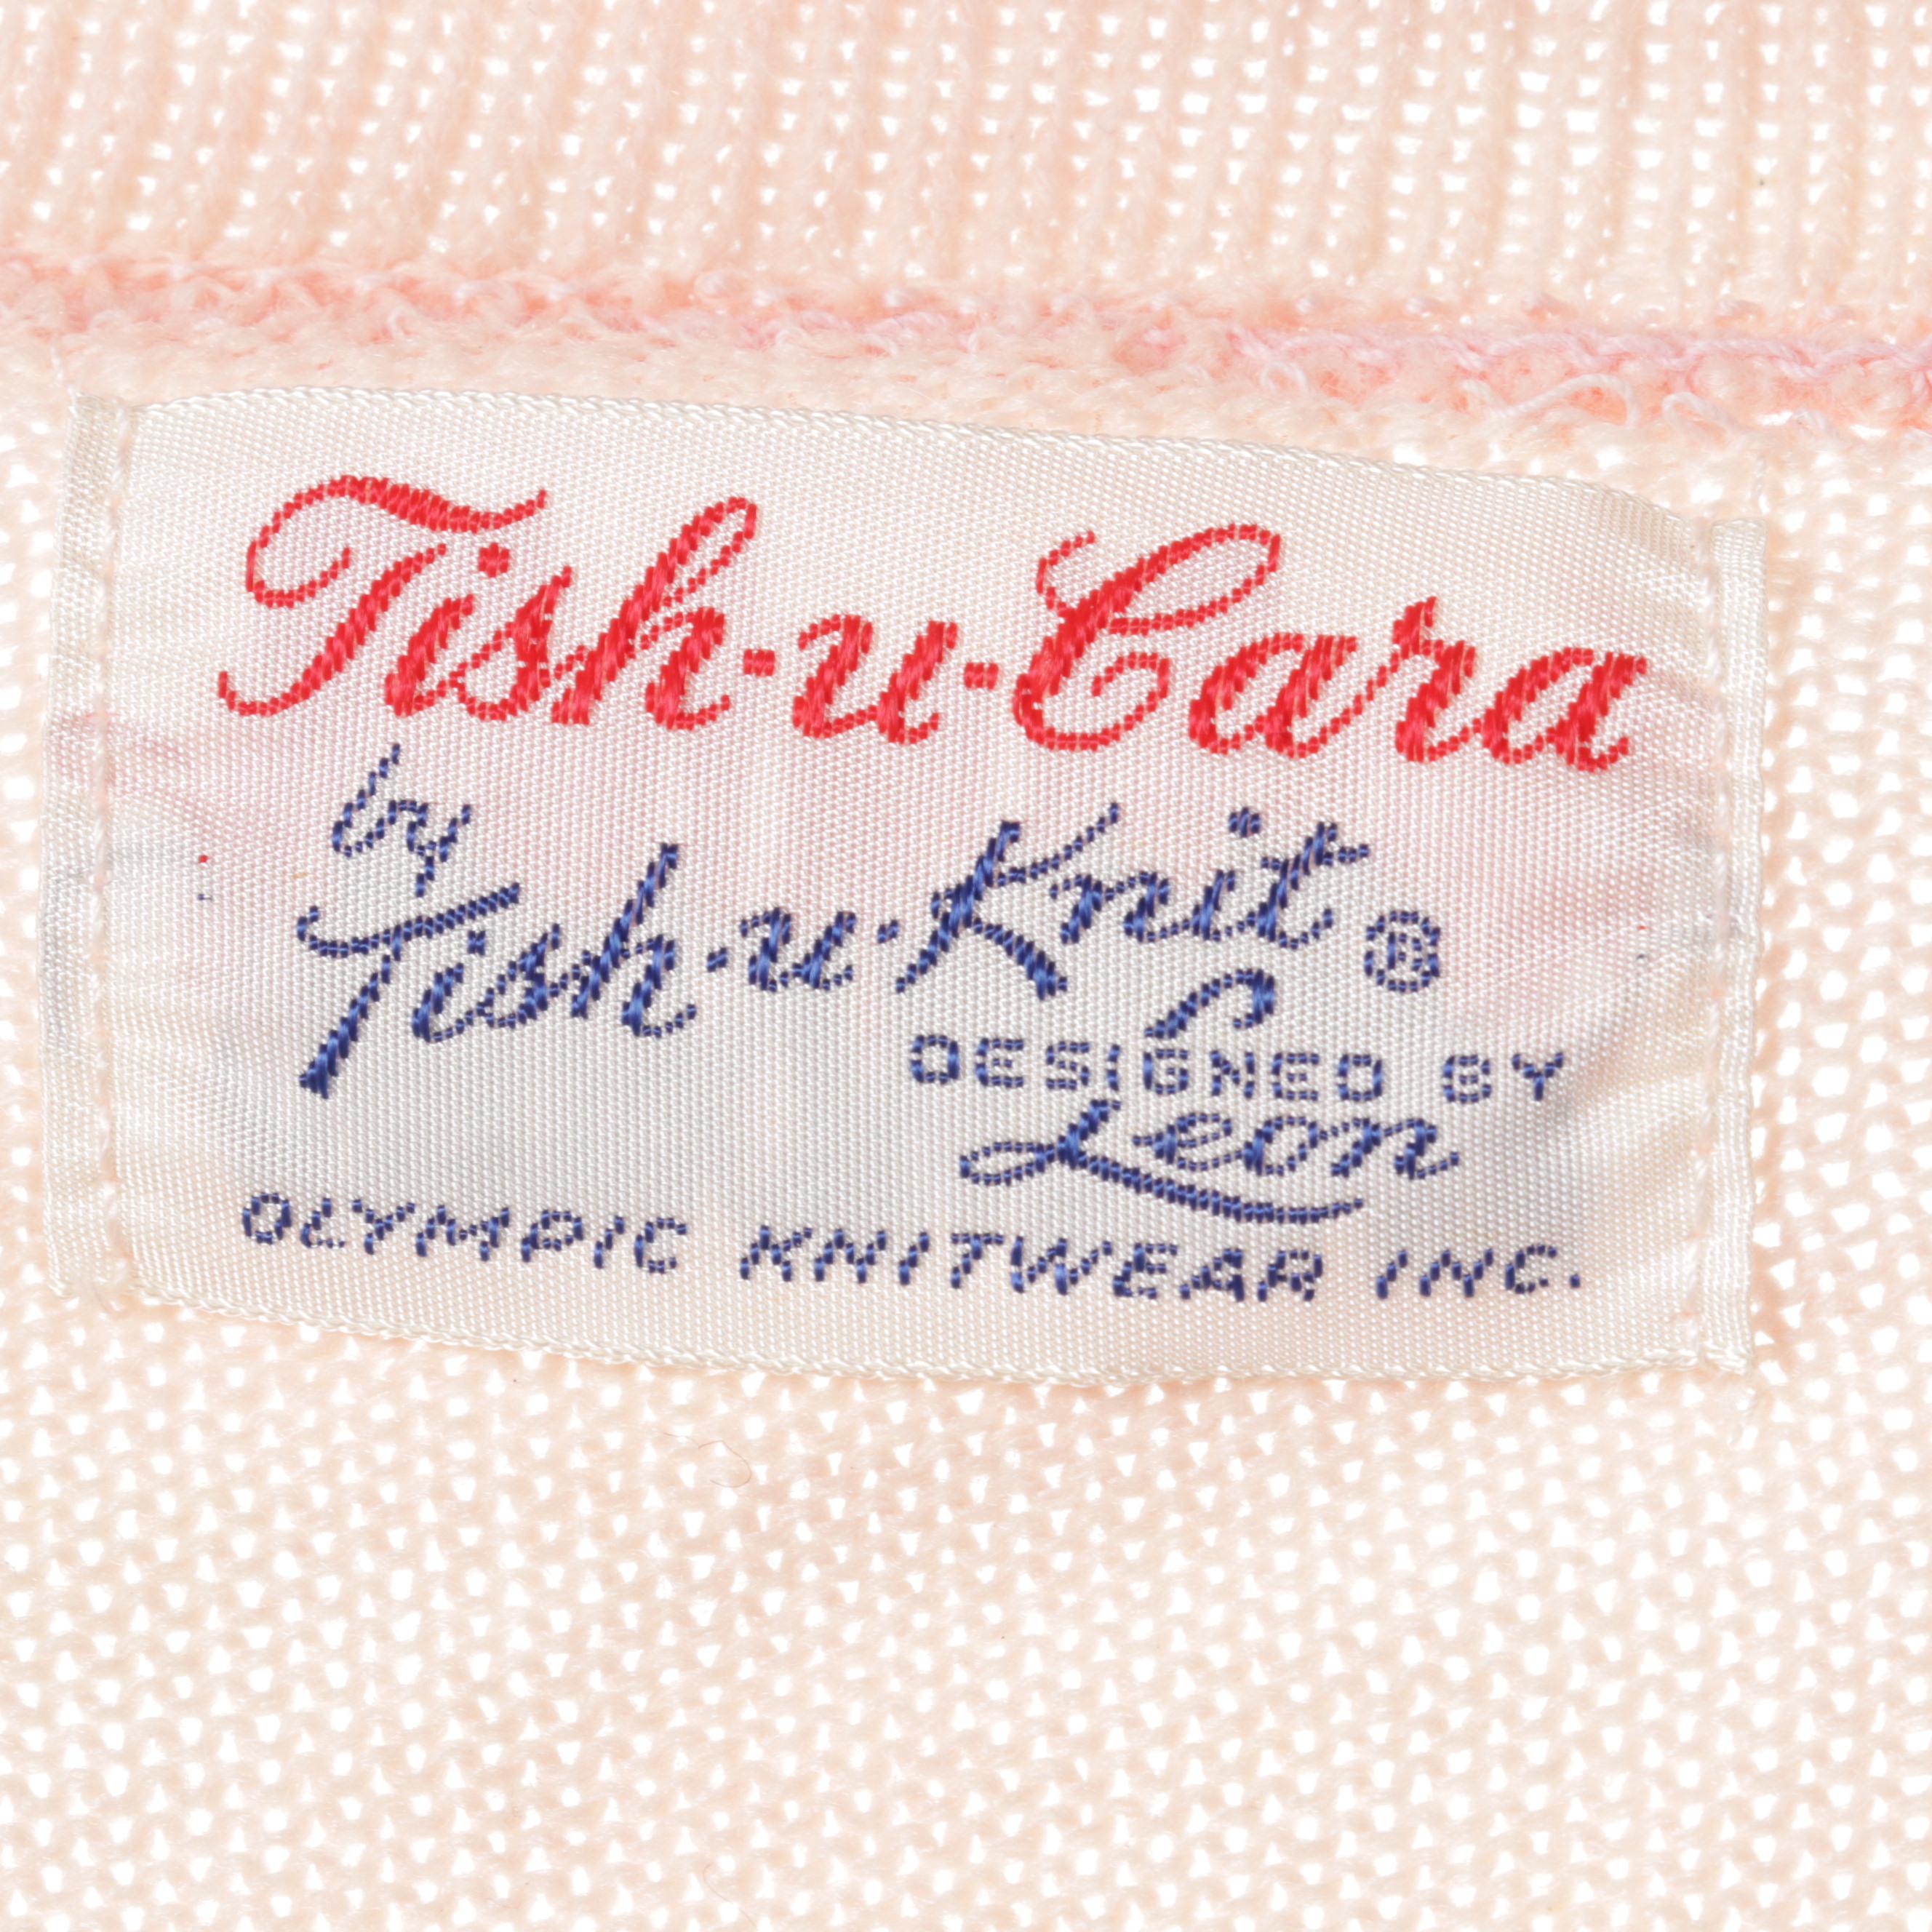 Tish-u-Cara
by
Tish-u-Knit ®
DESIGNED BY
Leon
OLYMPIC KNITWEAR INC.